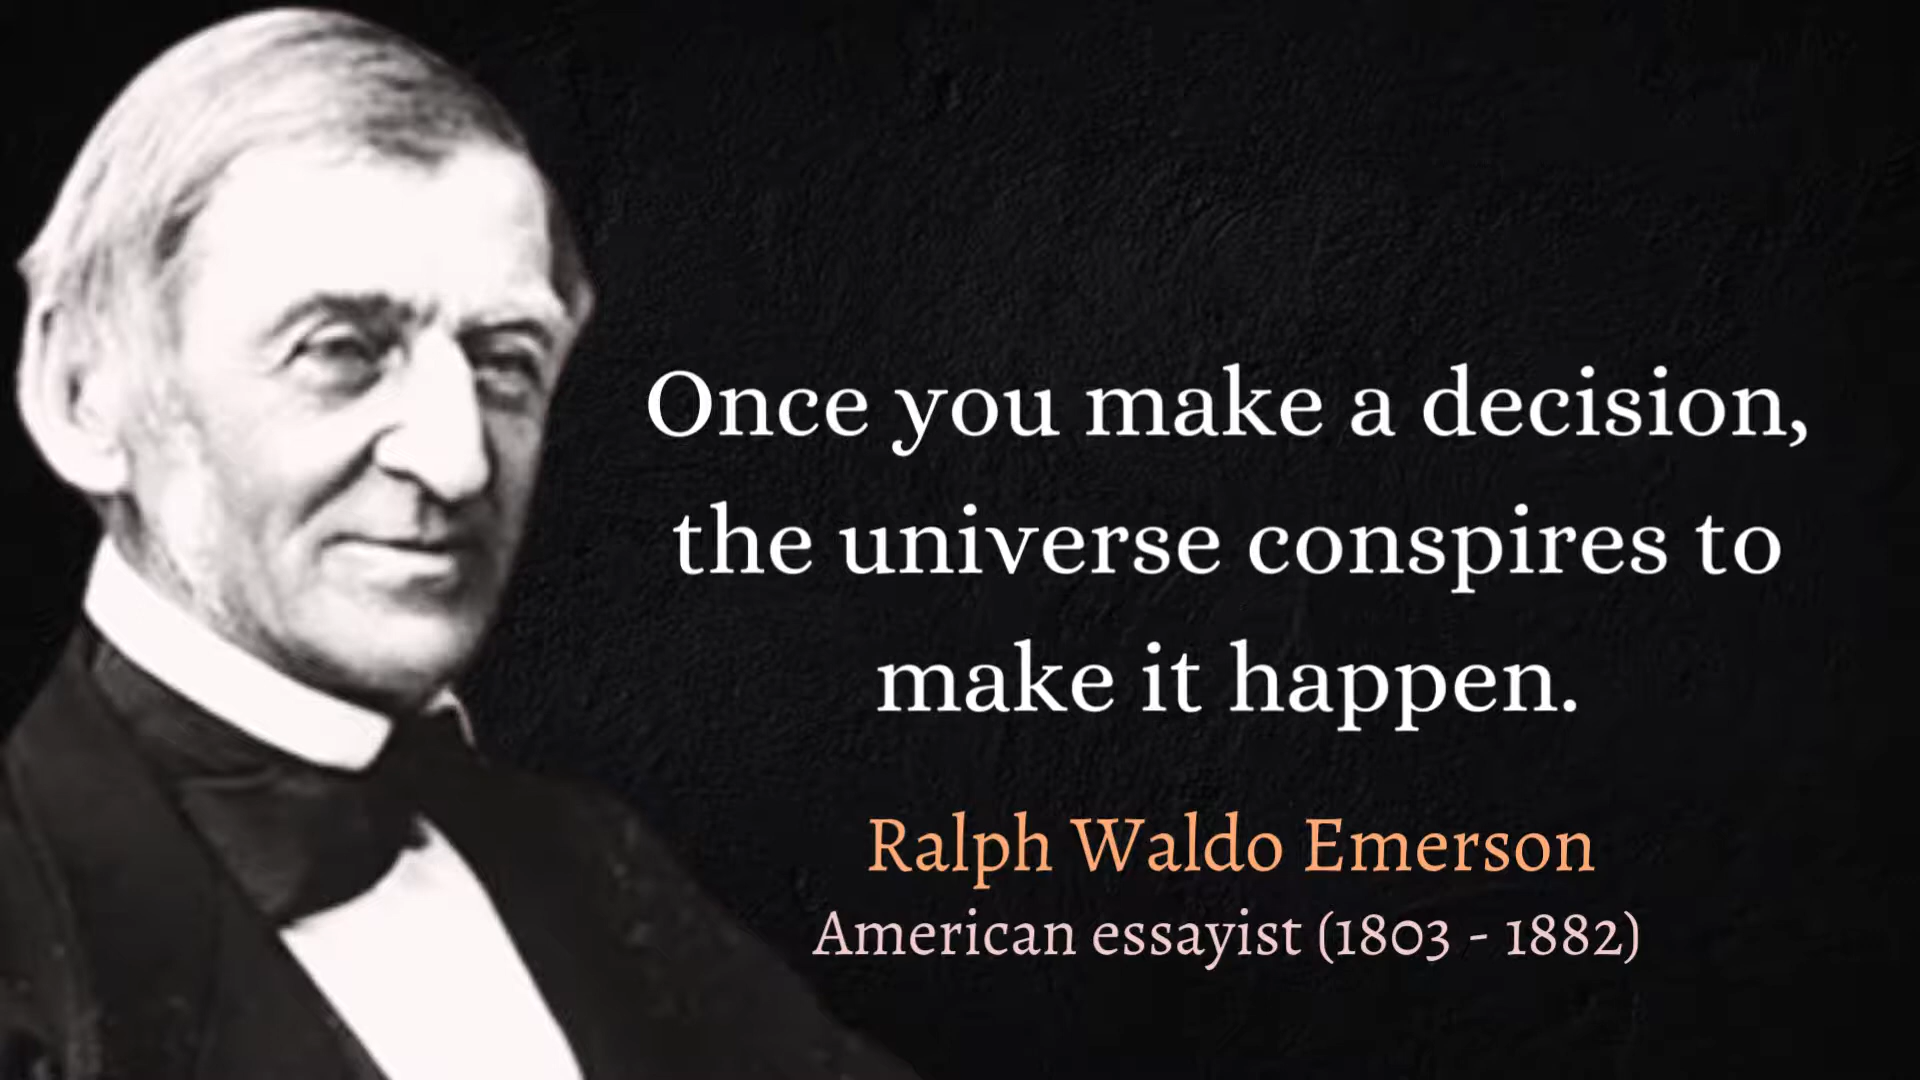 Once you make a decision,
the universe conspires to
make it happen.
Ralph Waldo Emerson
American essayist (1803 - 1882)